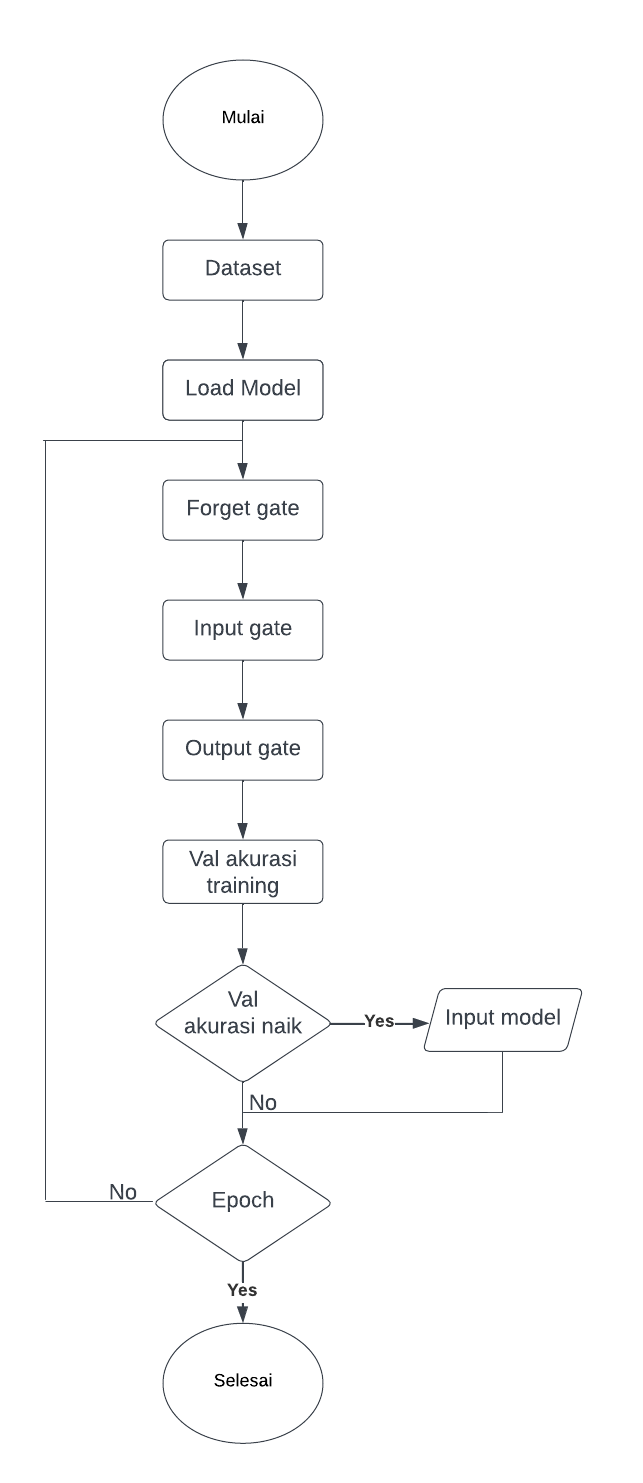 Mulai
Dataset
Load Model
Forget gate
Input gate
Output gate
Val akurasi
training
Val
akurasi naik
Yes
Input model
No
No
Epoch
Yes
Selesai